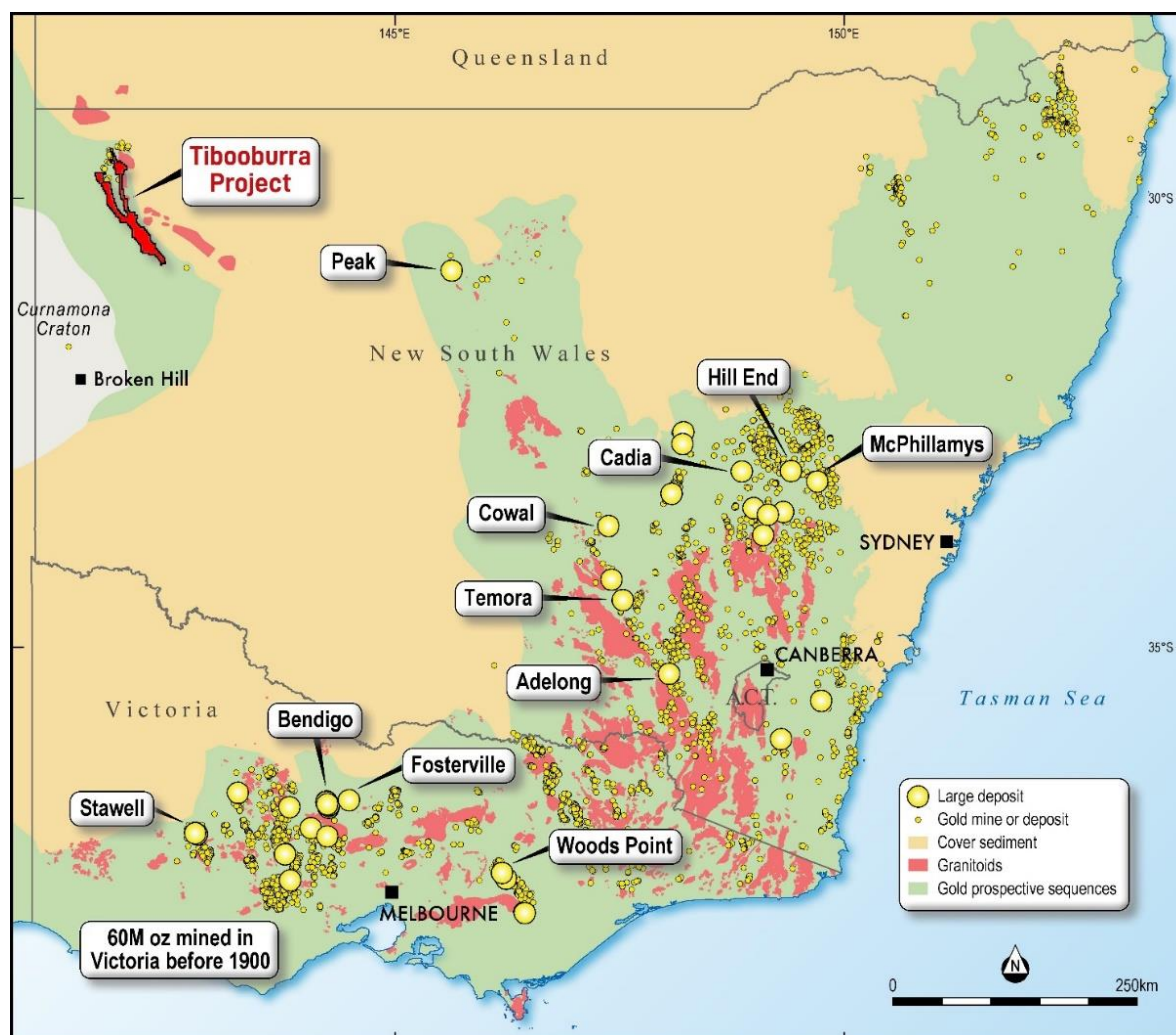 145°E
150°E
Queensland
Tibooburra
Project
30°S
Peak
Curnamona
Craton
New South Wales
Broken Hill
Hill End
Cadia
McPhillamys
Cowal
SYDNEY
Temora
35°S
CANBERRA
Adelong
A.C.T.
Tasman Sea
Victoria
Bendigo
Fosterville
Stawell
Woods Point
MELBOURNE
60M oz mined in
Victoria before 1900
Large deposit
Gold mine or deposit
Cover sediment
Granitoids
Gold prospective sequences
N
0
250km